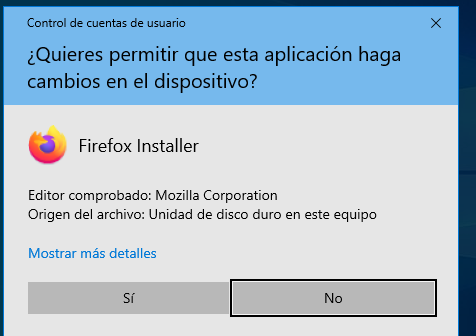 Control de cuentas de usuario
¿Quieres permitir que esta aplicación haga
cambios en el dispositivo?
Firefox Installer
Editor comprobado: Mozilla Corporation
Origen del archivo: Unidad de disco duro en este equipo
Mostrar más detalles
Sí
No